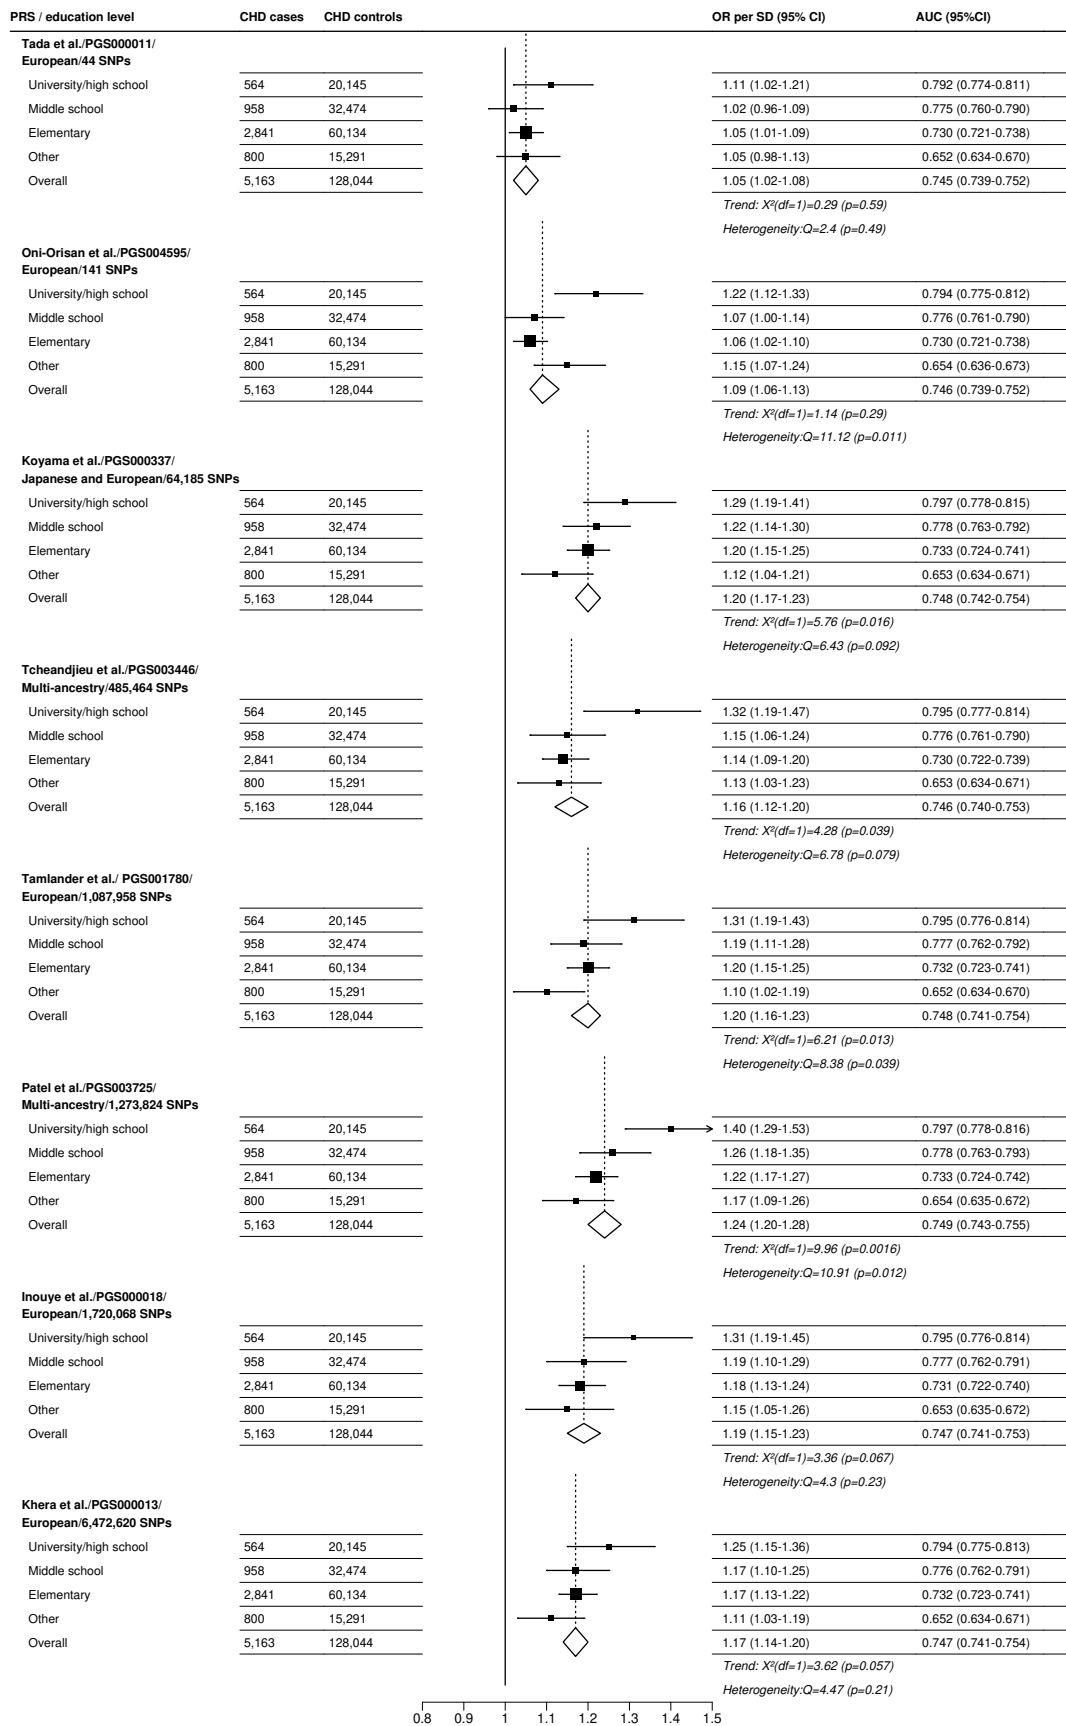 PRS / education level CHD cases CHD controls OR per SD (95% CI) AUC (95%CI)
Tada et al./PGS000011/
European/44 SNPs
University/high school 564 20,145 1.11 (1.02-1.21) 0.792 (0.774-0.811)
Middle school 958 32,474 1.02 (0.96-1.09) 0.775 (0.760-0.790)
Elementary 2,841 60,134 1.05 (1.01-1.09) 0.730 (0.721-0.738)
Other 800 15,291 1.05 (0.98-1.13) 0.652 (0.634-0.670)
Overall 5,163 128,044 1.05 (1.02-1.08) 0.745 (0.739-0.752)
Trend: X²(df=1)=0.29 (p=0.59)
Heterogeneity:Q=2.4 (p=0.49)
Oni-Orisan et al./PGS004595/
European/141 SNPs
University/high school 564 20,145 1.22 (1.12-1.33) 0.794 (0.775-0.812)
Middle school 958 32,474 1.07 (1.00-1.14) 0.776 (0.761-0.790)
Elementary 2,841 60,134 1.06 (1.02-1.10) 0.730 (0.721-0.738)
Other 800 15,291 1.15 (1.07-1.24) 0.654 (0.636-0.673)
Overall 5,163 128,044 1.09 (1.06-1.13) 0.746 (0.739-0.752)
Trend: X²(df=1)=1.14 (p=0.29)
Heterogeneity:Q=11.12 (p=0.011)
Koyama et al./PGS000337/
Japanese and European/64,185 SNPs
University/high school 564 20,145 1.29 (1.19-1.41) 0.797 (0.778-0.815)
Middle school 958 32,474 1.22 (1.14-1.30) 0.778 (0.763-0.792)
Elementary 2,841 60,134 1.20 (1.15-1.25) 0.733 (0.724-0.741)
Other 800 15,291 1.12 (1.04-1.21) 0.653 (0.634-0.671)
Overall 5,163 128,044 1.20 (1.17-1.23) 0.748 (0.742-0.754)
Trend: X²(df=1)=5.76 (p=0.016)
Heterogeneity:Q=6.43 (p=0.092)
Tcheandjieu et al./PGS003446/
Multi-ancestry/485,464 SNPs
University/high school 564 20,145 1.32 (1.19-1.47) 0.795 (0.777-0.814)
Middle school 958 32,474 1.15 (1.06-1.24) 0.776 (0.761-0.790)
Elementary 2,841 60,134 1.14 (1.09-1.20) 0.730 (0.722-0.739)
Other 800 15,291 1.13 (1.03-1.23) 0.653 (0.634-0.671)
Overall 5,163 128,044 1.16 (1.12-1.20) 0.746 (0.740-0.753)
Trend: X²(df=1)=4.28 (p=0.039)
Heterogeneity:Q=6.78 (p=0.079)
Tamlander et al./ PGS001780/
European/1,087,958 SNPs
University/high school 564 20,145 1.31 (1.19-1.43) 0.795 (0.776-0.814)
Middle school 958 32,474 1.19 (1.11-1.28) 0.777 (0.762-0.792)
Elementary 2,841 60,134 1.20 (1.15-1.25) 0.732 (0.723-0.741)
Other 800 15,291 1.10 (1.02-1.19) 0.652 (0.634-0.670)
Overall 5,163 128,044 1.20 (1.16-1.23) 0.748 (0.741-0.754)
Trend: X²(df=1)=6.21 (p=0.013)
Heterogeneity:Q=8.38 (p=0.039)
Patel et al./PGS003725/
Multi-ancestry/1,273,824 SNPs
University/high school 564 20,145 1.40 (1.29-1.53) 0.797 (0.778-0.816)
Middle school 958 32,474 1.26 (1.18-1.35) 0.778 (0.763-0.793)
Elementary 2,841 60,134 1.22 (1.17-1.27) 0.733 (0.724-0.742)
Other 800 15,291 1.17 (1.09-1.26) 0.654 (0.635-0.672)
Overall 5,163 128,044 1.24 (1.20-1.28) 0.749 (0.743-0.755)
Trend: X²(df=1)=9.96 (p=0.0016)
Heterogeneity:Q=10.91 (p=0.012)
Inouye et al./PGS000018/
European/1,720,068 SNPs
University/high school 564 20,145 1.31 (1.19-1.45) 0.795 (0.776-0.814)
Middle school 958 32,474 1.19 (1.10-1.29) 0.777 (0.762-0.791)
Elementary 2,841 60,134 1.18 (1.13-1.24) 0.731 (0.722-0.740)
Other 800 15,291 1.15 (1.05-1.26) 0.653 (0.635-0.672)
Overall 5,163 128,044 1.19 (1.15-1.23) 0.747 (0.741-0.753)
Trend: X²(df=1)=3.36 (p=0.067)
Heterogeneity:Q=4.3 (p=0.23)
Khera et al./PGS000013/
European/6,472,620 SNPs
University/high school 564 20,145 1.25 (1.15-1.36) 0.794 (0.775-0.813)
Middle school 958 32,474 1.17 (1.10-1.25) 0.776 (0.762-0.791)
Elementary 2,841 60,134 1.17 (1.13-1.22) 0.732 (0.723-0.741)
Other 800 15,291 1.11 (1.03-1.19) 0.652 (0.634-0.671)
Overall 5,163 128,044 1.17 (1.14-1.20) 0.747 (0.741-0.754)
Trend: X²(df=1)=3.62 (p=0.057)
Heterogeneity:Q=4.47 (p=0.21)
0.8 0.9 1 1.1 1.2 1.3 1.4 1.5